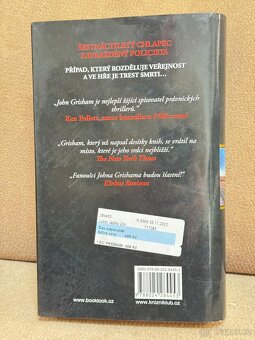 ŠESTNÁCTILETÝ CHLAPEC
ZAVRAŽDĚNÝ POLICISTA
PŘÍPAD, KTERÝ ROZDĚLUJE VEŘEJNOST
A VE HŘE JE TREST SMRTI...
„John Grisham je nejlepší žijící spisovatel právnických
thrillerů.“
Ken Follett, autor bestselleru Pilíře země
„Grisham, který už napsal desítky knih, se vrátil na
místo, které je jeho srdci nejbližší.“
The New York Times
„Fanoušci Johna Grishama budou šťastní!“
Kirkus Reviews
www.booktook.cz
www.knizniklub.cz